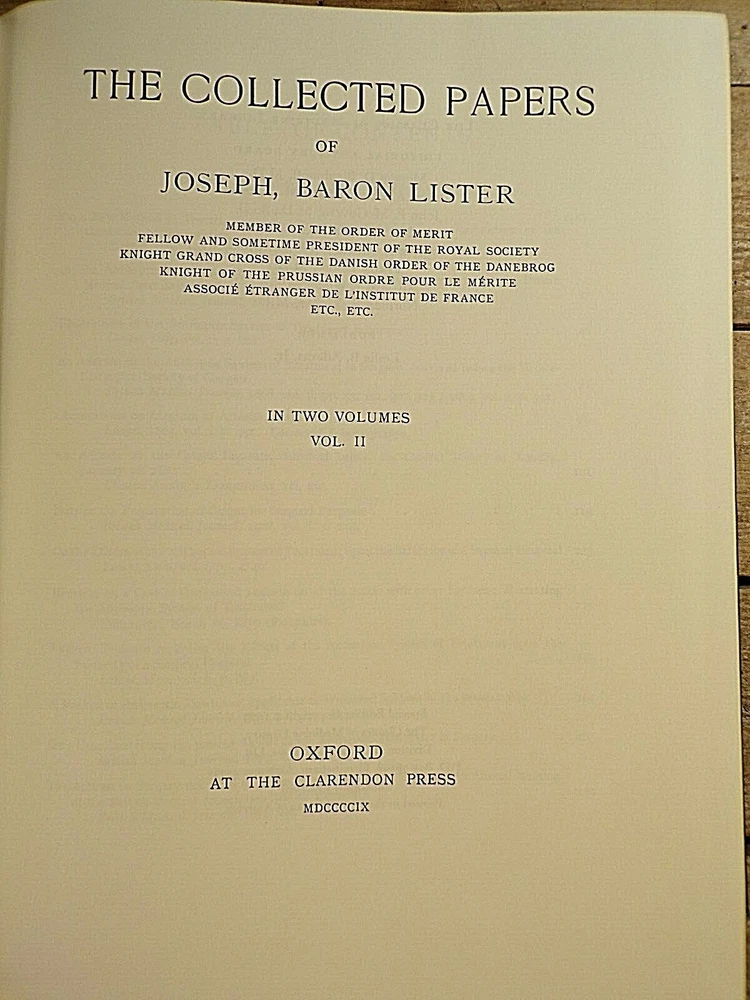 THE COLLECTED PAPERS
OF
JOSEPH, BARON LISTER
MEMBER OF THE ORDER OF MERIT
FELLOW AND SOMETIME PRESIDENT OF THE ROYAL SOCIETY
KNIGHT GRAND CROSS OF THE DANISH ORDER OF THE DANEBROG
KNIGHT OF THE PRUSSIAN ORDRE POUR LE MÉRITE
ASSOCIÉ ÉTRANGER DE L'INSTITUT DE FRANCE
ETC., ETC.
IN TWO VOLUMES
VOL. II
OXFORD
AT THE CLARENDON PRESS
MDCCCCIX